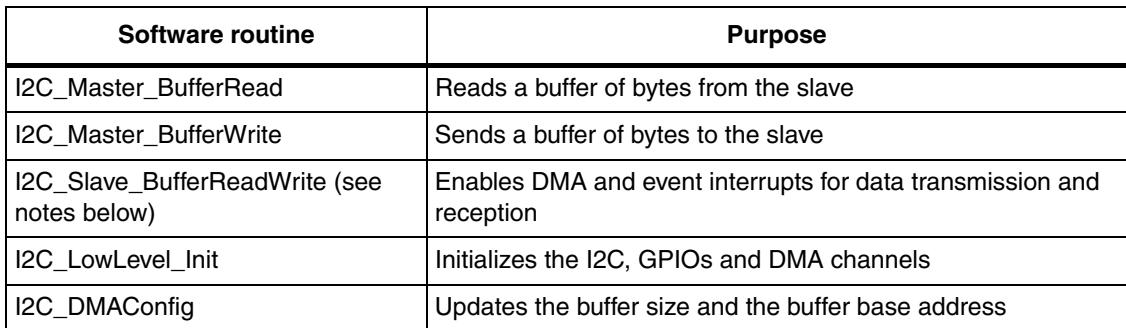 Software routine Purpose
I2C_Master_BufferRead Reads a buffer of bytes from the slave
I2C_Master_BufferWrite Sends a buffer of bytes to the slave
I2C_Slave_BufferReadWrite (see Enables DMA and event interrupts for data transmission and
notes below) reception
I2C_LowLevel_Init Initializes the I2C, GPIOs and DMA channels
I2C_DMAConfig Updates the buffer size and the buffer base address